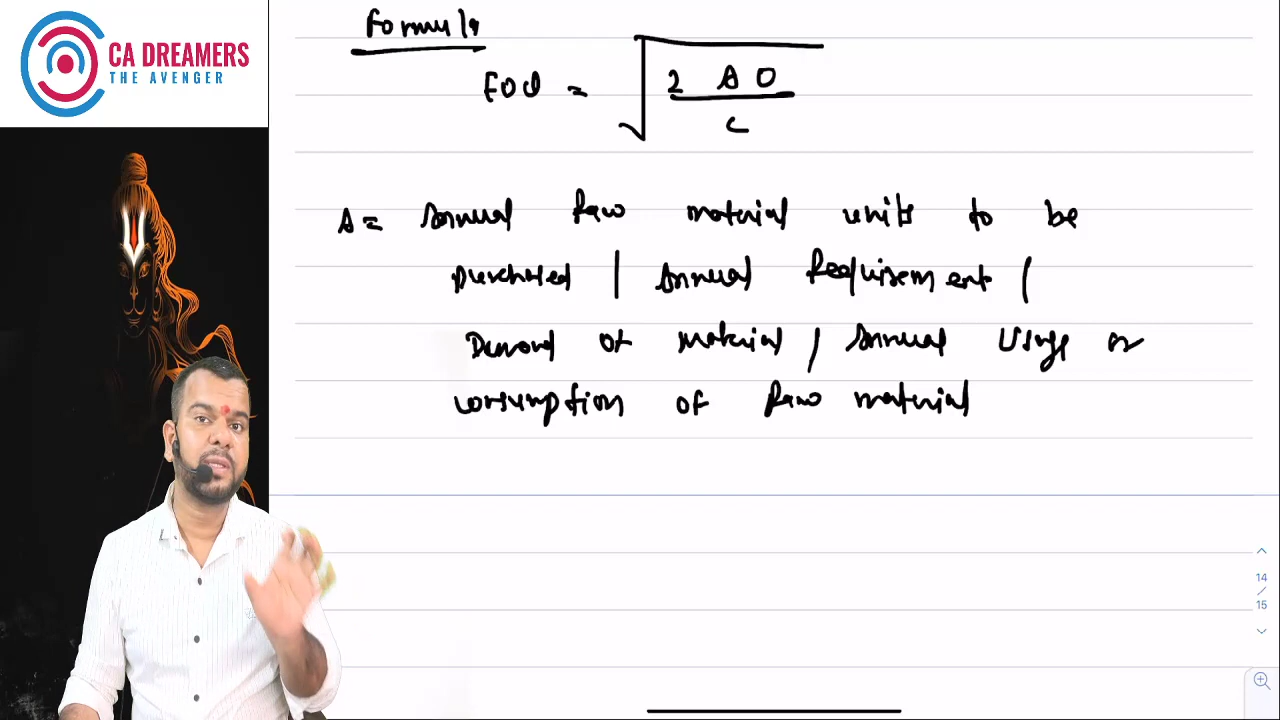 CA DREAMERS
THE AVENGER
Formula
EOQ = √ 2 A O
C
A = Annual Raw material units to be
purchased / Annual Requirement /
Demand of material / Annual Usage or
consumption of Raw material
14
/
15